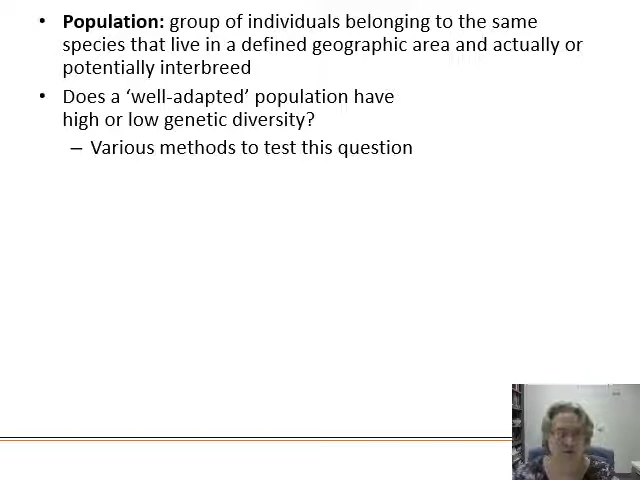 • Population: group of individuals belonging to the same
species that live in a defined geographic area and actually or
potentially interbreed
• Does a ‘well-adapted’ population have
high or low genetic diversity?
– Various methods to test this question